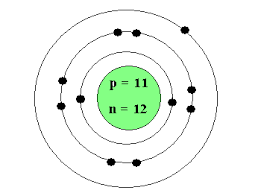 p = 11
n = 12